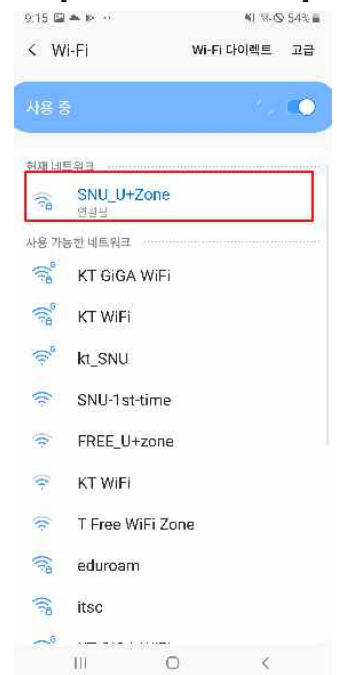 9:15 54%
Wi-Fi Wi-Fi 다이렉트 고급
사용 중
현재 네트워크
SNU_U+Zone
연결됨
사용 가능한 네트워크
KT GiGA WiFi
KT WiFi
kt_SNU
SNU-1st-time
FREE_U+zone
KT WiFi
T Free WiFi Zone
eduroam
itsc